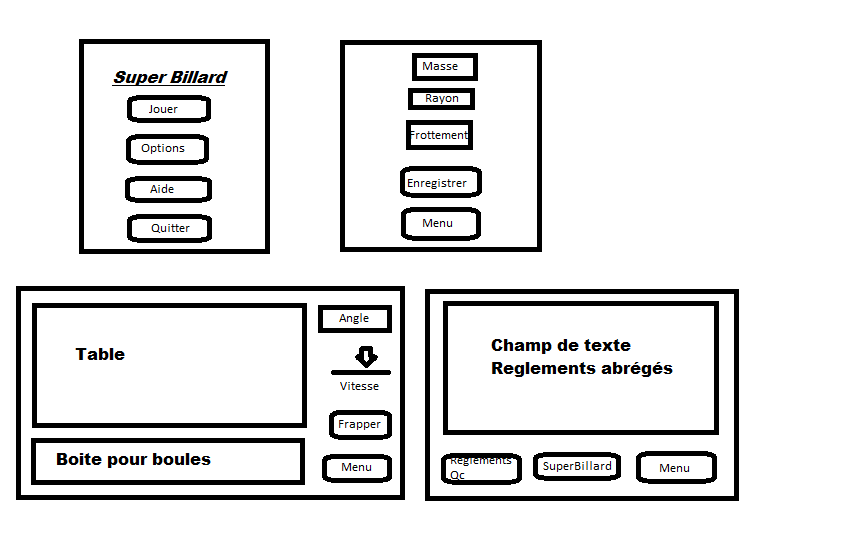 Super Billard
Jouer
Options
Aide
Quitter
Masse
Rayon
Frottement
Enregistrer
Menu
Table
Boite pour boules
Angle
Vitesse
Frapper
Menu
Champ de texte
Reglements abrégés
Reglements
Qc
SuperBillard
Menu